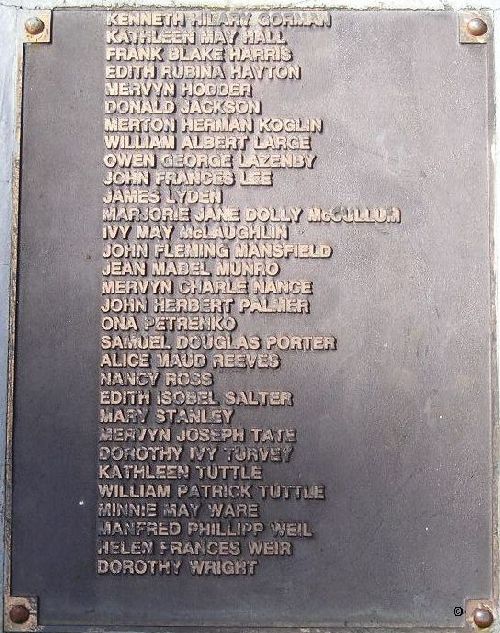 KENNETH HILARY GORMAN
KATHLEEN MAY HALL
FRANK BLAKE HARRIS
EDITH RUBINA HAYTON
MERVYN HODDER
DONALD JACKSON
MERTON HERMAN KOGLIN
WILLIAM ALBERT LARGE
OWEN GEORGE LAZENBY
JOHN FRANCES LEE
JAMES LYDEN
MARJORIE JANE DOLLY McCULLUM
IVY MAY McLAUGHLIN
JOHN FLEMING MANSFIELD
JEAN MABEL MUNRO
MERVYN CHARLE NANCE
JOHN HERBERT PALMER
ONA PETRENKO
SAMUEL DOUGLAS PORTER
ALICE MAUD REEVES
NANCY ROSS
EDITH ISOBEL SALTER
MARY STANLEY
MERVYN JOSEPH TATE
DOROTHY IVY TURVEY
KATHLEEN TUTTLE
WILLIAM PATRICK TUTTLE
MINNIE MAY WARE
MANFRED PHILLIPP WEIL
HELEN FRANCES WEIR
DOROTHY WRIGHT
©